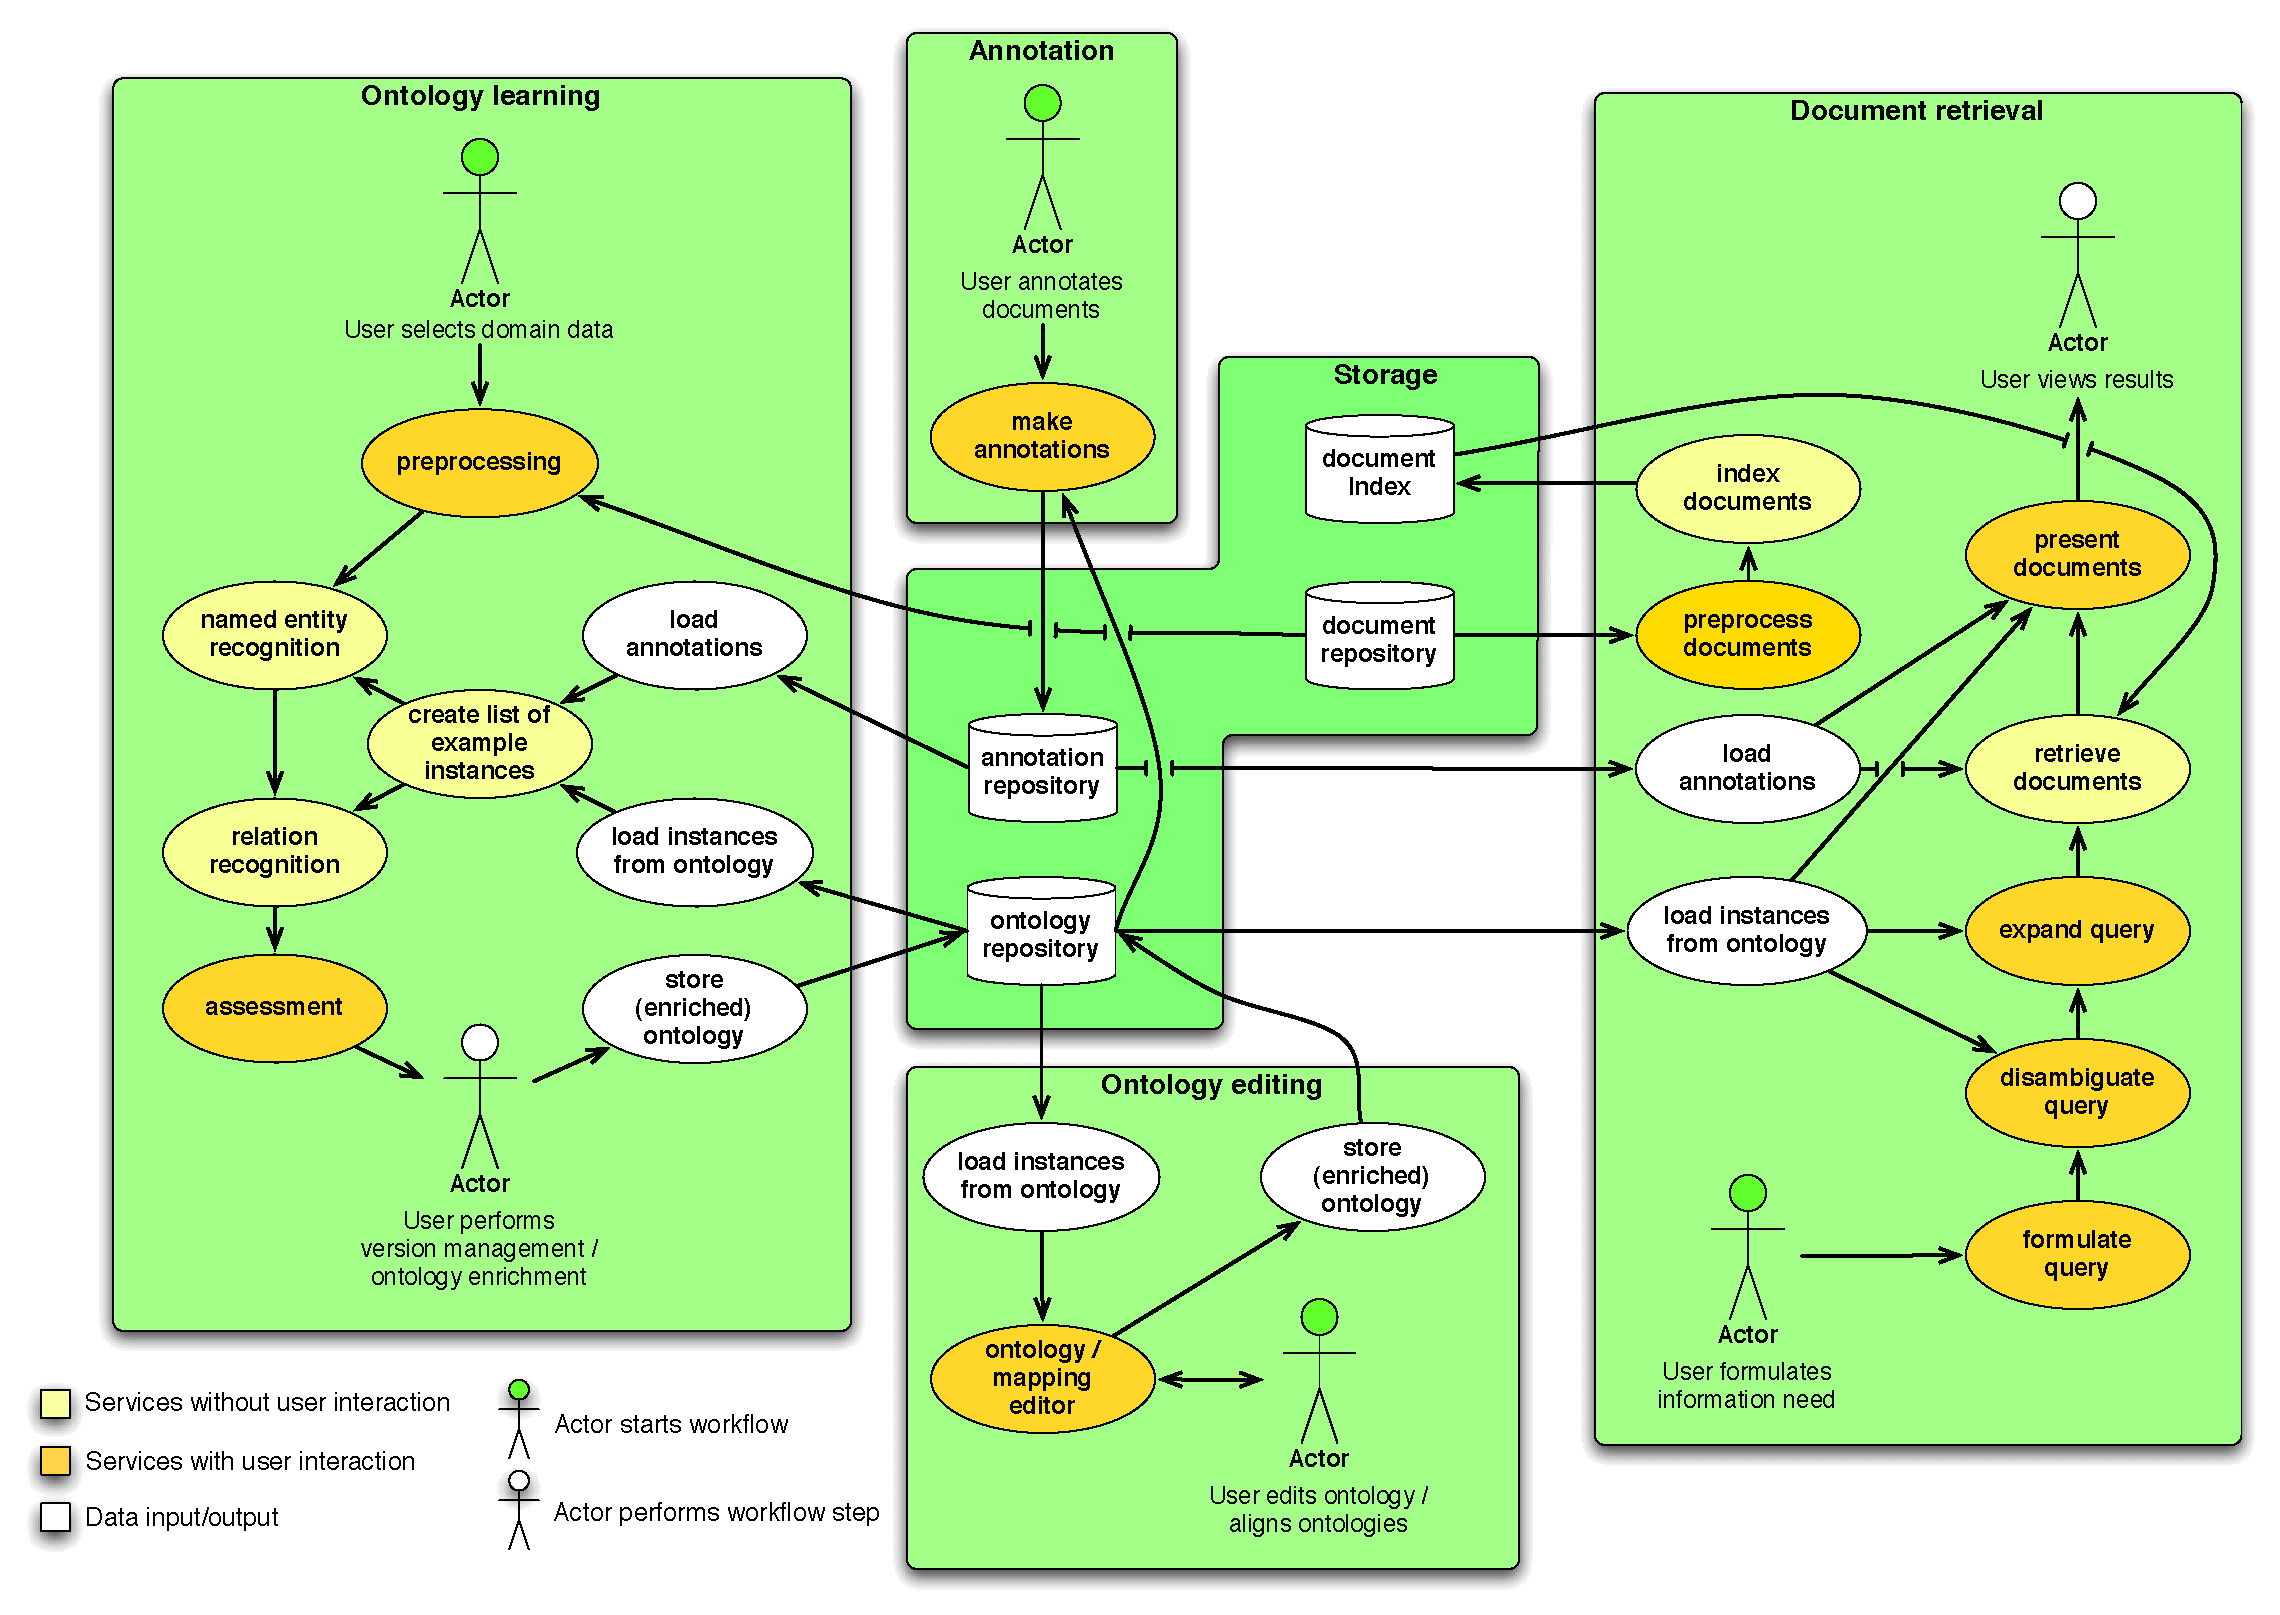 Ontology learning
Actor
User selects domain data
preprocessing
named entity
recognition
load
annotations
create list of
example
instances
relation
recognition
load instances
from ontology
assessment
store
(enriched)
ontology
Actor
User performs
version management /
ontology enrichment
Annotation
Actor
User annotates
documents
make
annotations
Storage
document
Index
document
repository
annotation
repository
ontology
repository
Ontology editing
load instances
from ontology
store
(enriched)
ontology
ontology /
mapping
editor
Actor
User edits ontology /
aligns ontologies
Document retrieval
Actor
User views results
index
documents
present
documents
preprocess
documents
load
annotations
retrieve
documents
load instances
from ontology
expand query
disambiguate
query
formulate
query
Actor
User formulates
information need
Services without user interaction
Services with user interaction
Data input/output
Actor starts workflow
Actor performs workflow step